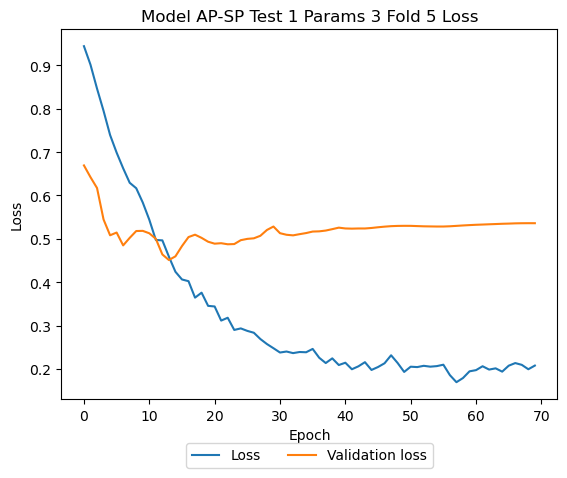 Model AP-SP Test 1 Params 3 Fold 5 Loss
Loss
0.9
0.8
0.7
0.6
0.5
0.4
0.3
0.2
0 10 20 30 40 50 60 70
Epoch
Loss Validation loss